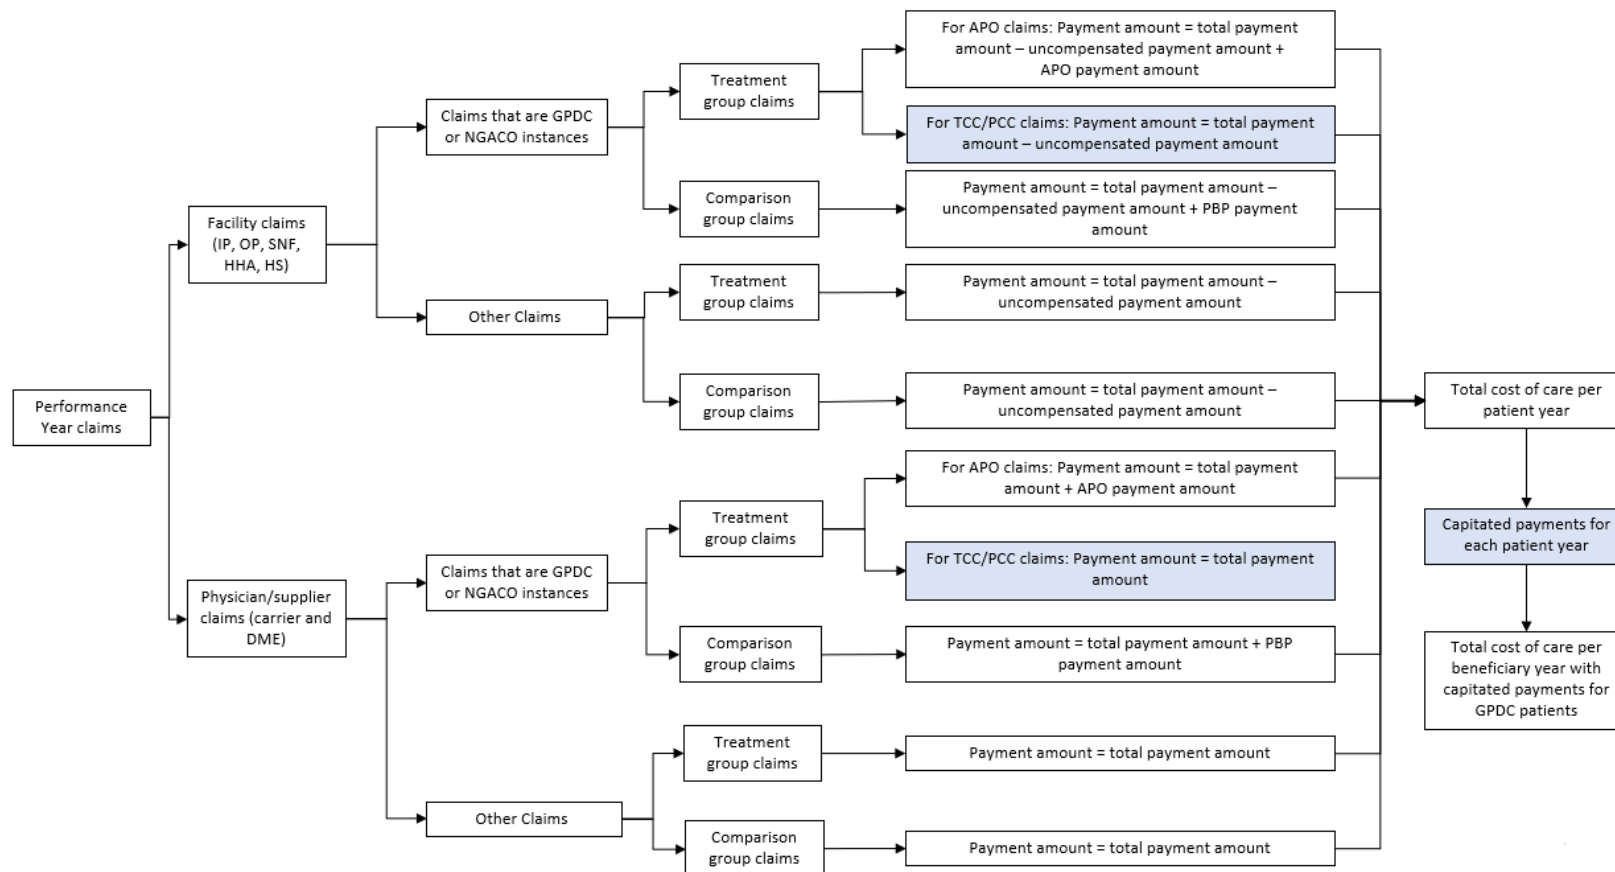 Performance
Year claims
Facility claims
(IP, OP, SNF,
HHA, HS)
Claims that are GPDC
or NGACO instances
Treatment
group claims
For APO claims: Payment amount = total payment
amount – uncompensated payment amount +
APO payment amount
For TCC/PCC claims: Payment amount = total payment
amount – uncompensated payment amount
Comparison
group claims
Payment amount = total payment amount –
uncompensated payment amount + PBP payment
amount
Other Claims
Treatment
group claims
Payment amount = total payment amount –
uncompensated payment amount
Comparison
group claims
Payment amount = total payment amount –
uncompensated payment amount
Physician/supplier
claims (carrier and
DME)
Claims that are GPDC
or NGACO instances
Treatment
group claims
For APO claims: Payment amount = total payment
amount + APO payment amount
For TCC/PCC claims: Payment amount = total payment
amount
Comparison
group claims
Payment amount = total payment amount + PBP
payment amount
Other Claims
Treatment
group claims
Payment amount = total payment amount
Comparison
group claims
Payment amount = total payment amount
Total cost of care per
patient year
Capitated payments for
each patient year
Total cost of care per
beneficiary year with
capitated payments for
GPDC patients